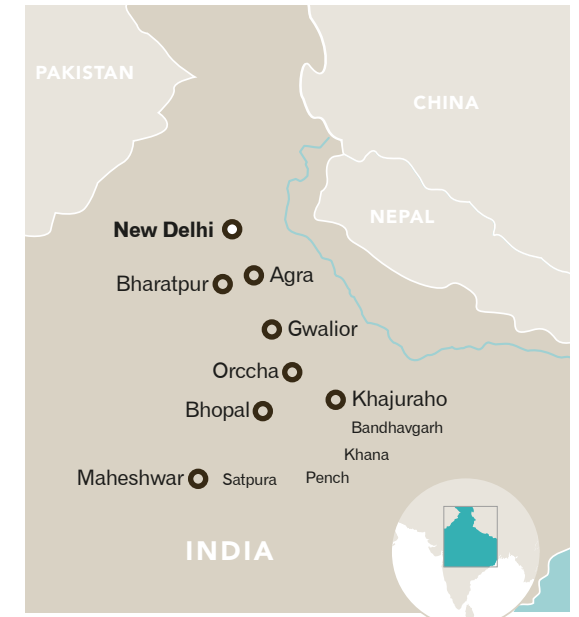 PAKISTAN
CHINA
NEPAL
New Delhi
Agra
Bharatpur
Gwalior
Orccha
Khajuraho
Bhopal
Bandhavgarh
Khana
Maheshwar
Satpura
Pench
INDIA